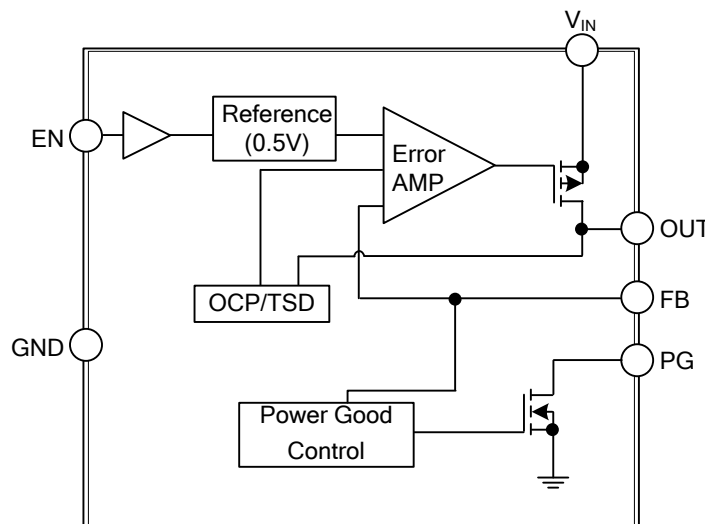 VIN
EN
Reference
(0.5V)
Error
AMP
OUT
OCP/TSD
FB
GND
PG
Power Good
Control